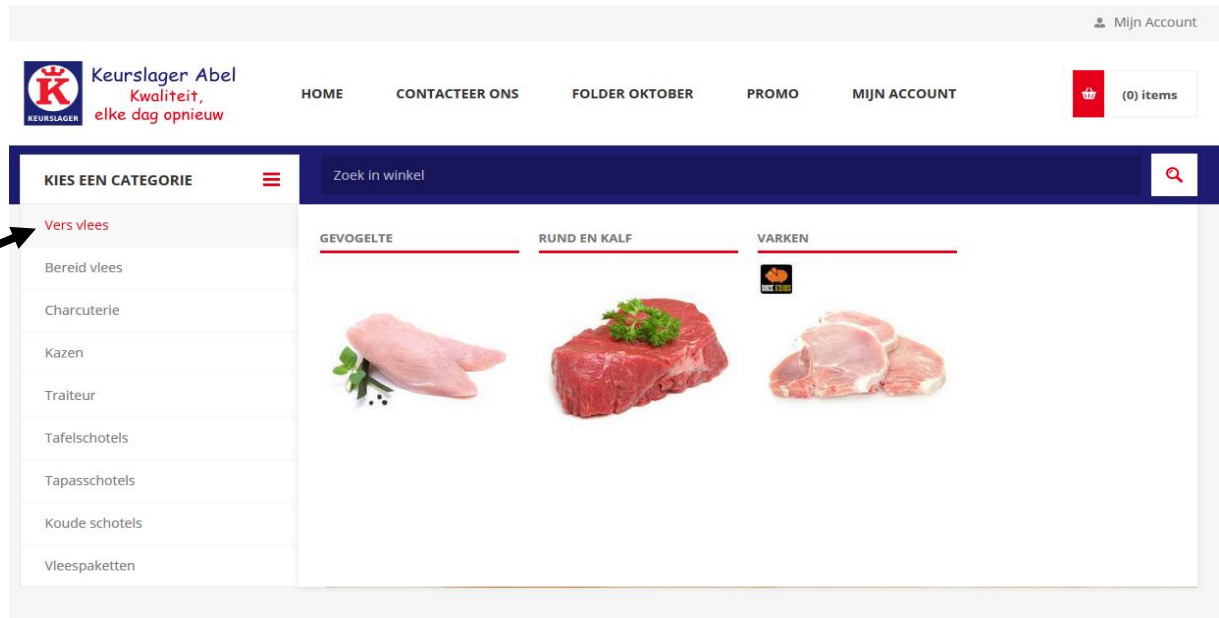 Mijn Account
Keurslager Abel
Kwaliteit,
elke dag opnieuw
KEURSLAGER
HOME
CONTACTEER ONS
FOLDER OKTOBER
PROMO
MIJN ACCOUNT
(0) items
KIES EEN CATEGORIE
Zoek in winkel
Vers vlees
Bereid vlees
Charcuterie
Kazen
Traiteur
Tafelschotels
Tapasschotels
Koude schotels
Vleespaketten
GEVOGELTE
RUND EN KALF
VARKEN